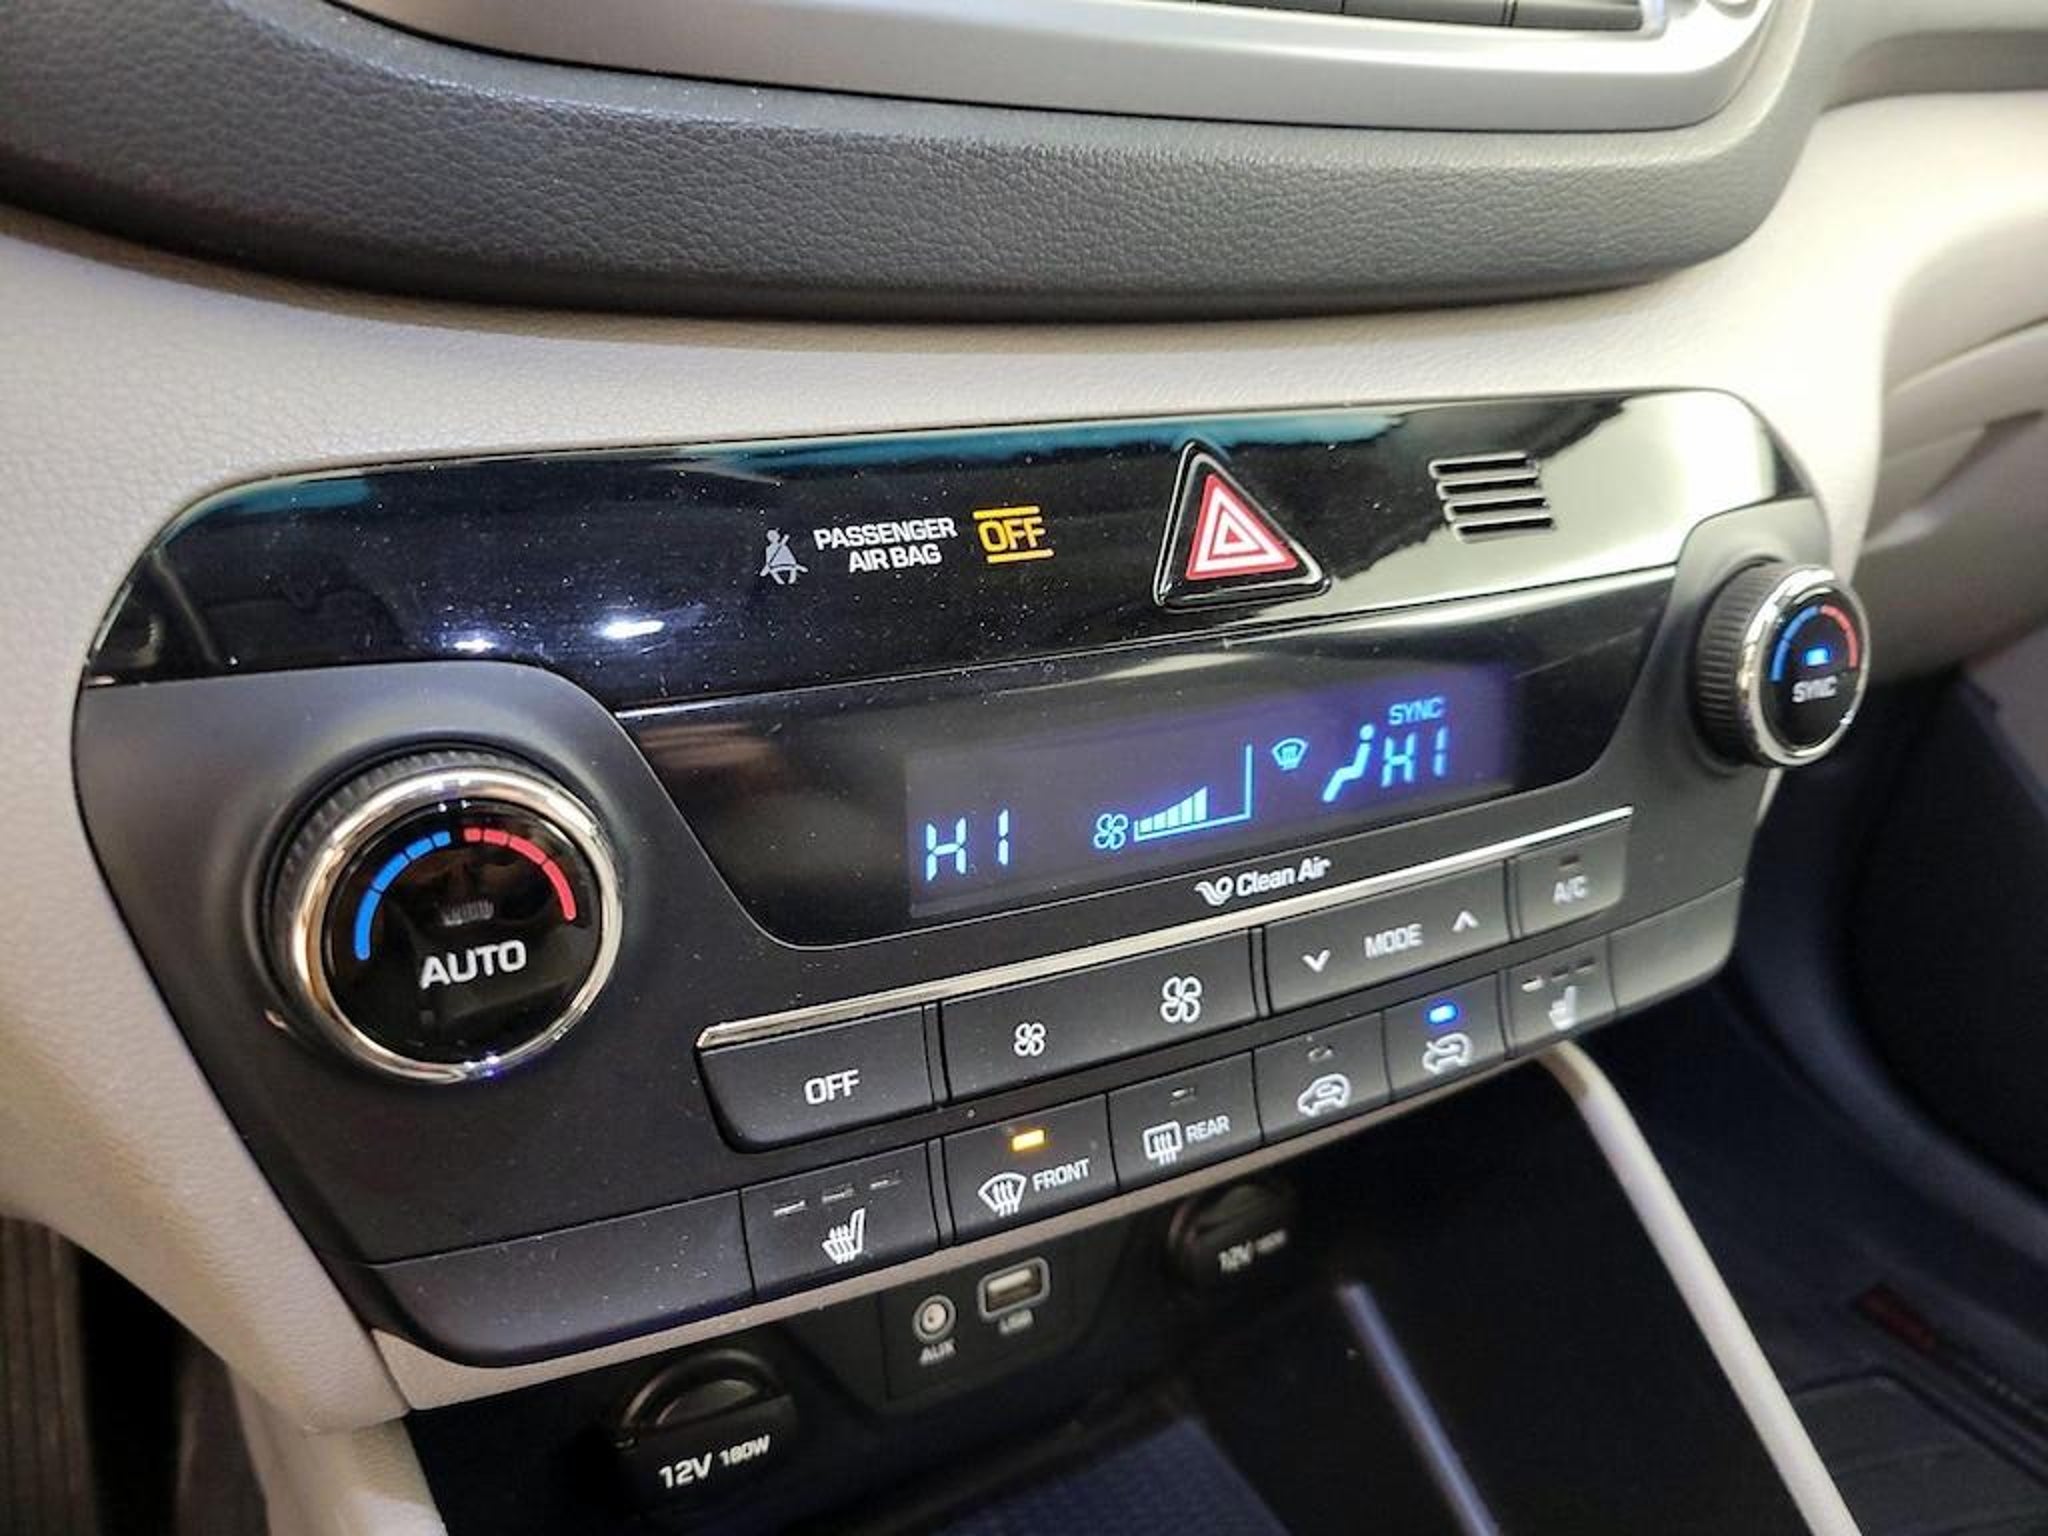 PASSENGER
AIR BAG
OFF
SYNC
SYNC
HI
HI
Clean Air
AUTO
A/C
MODE
OFF
REAR
FRONT
USB
AUX
12V
12V 180W